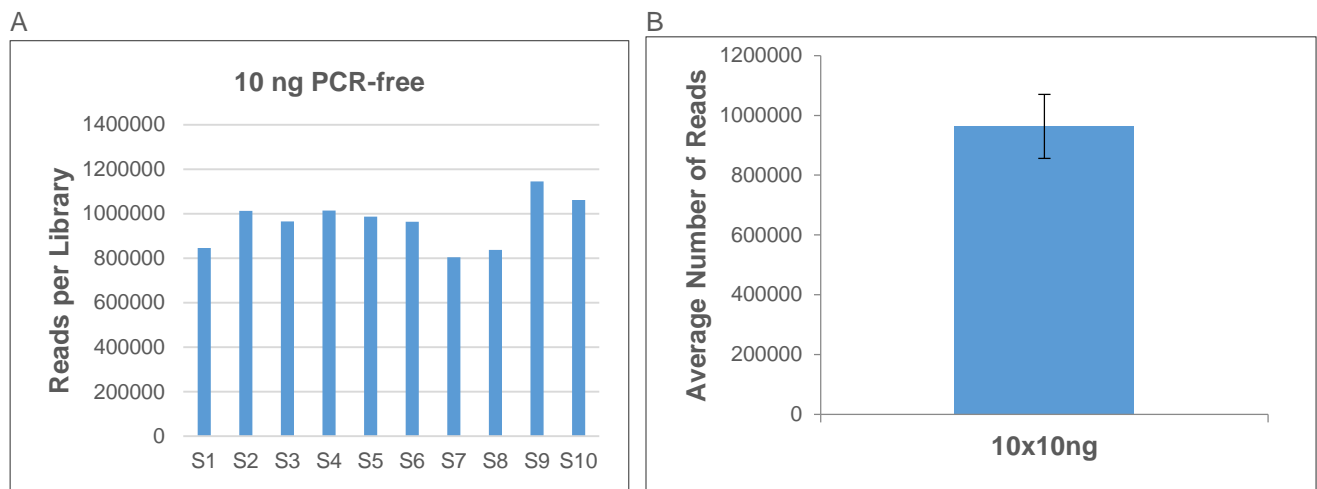 A
10 ng PCR-free
Reads per Library
1400000
1200000
1000000
800000
600000
400000
200000
0
S1 S2 S3 S4 S5 S6 S7 S8 S9 S10
B
Average Number of Reads
1200000
1000000
800000
600000
400000
200000
0
10x10ng